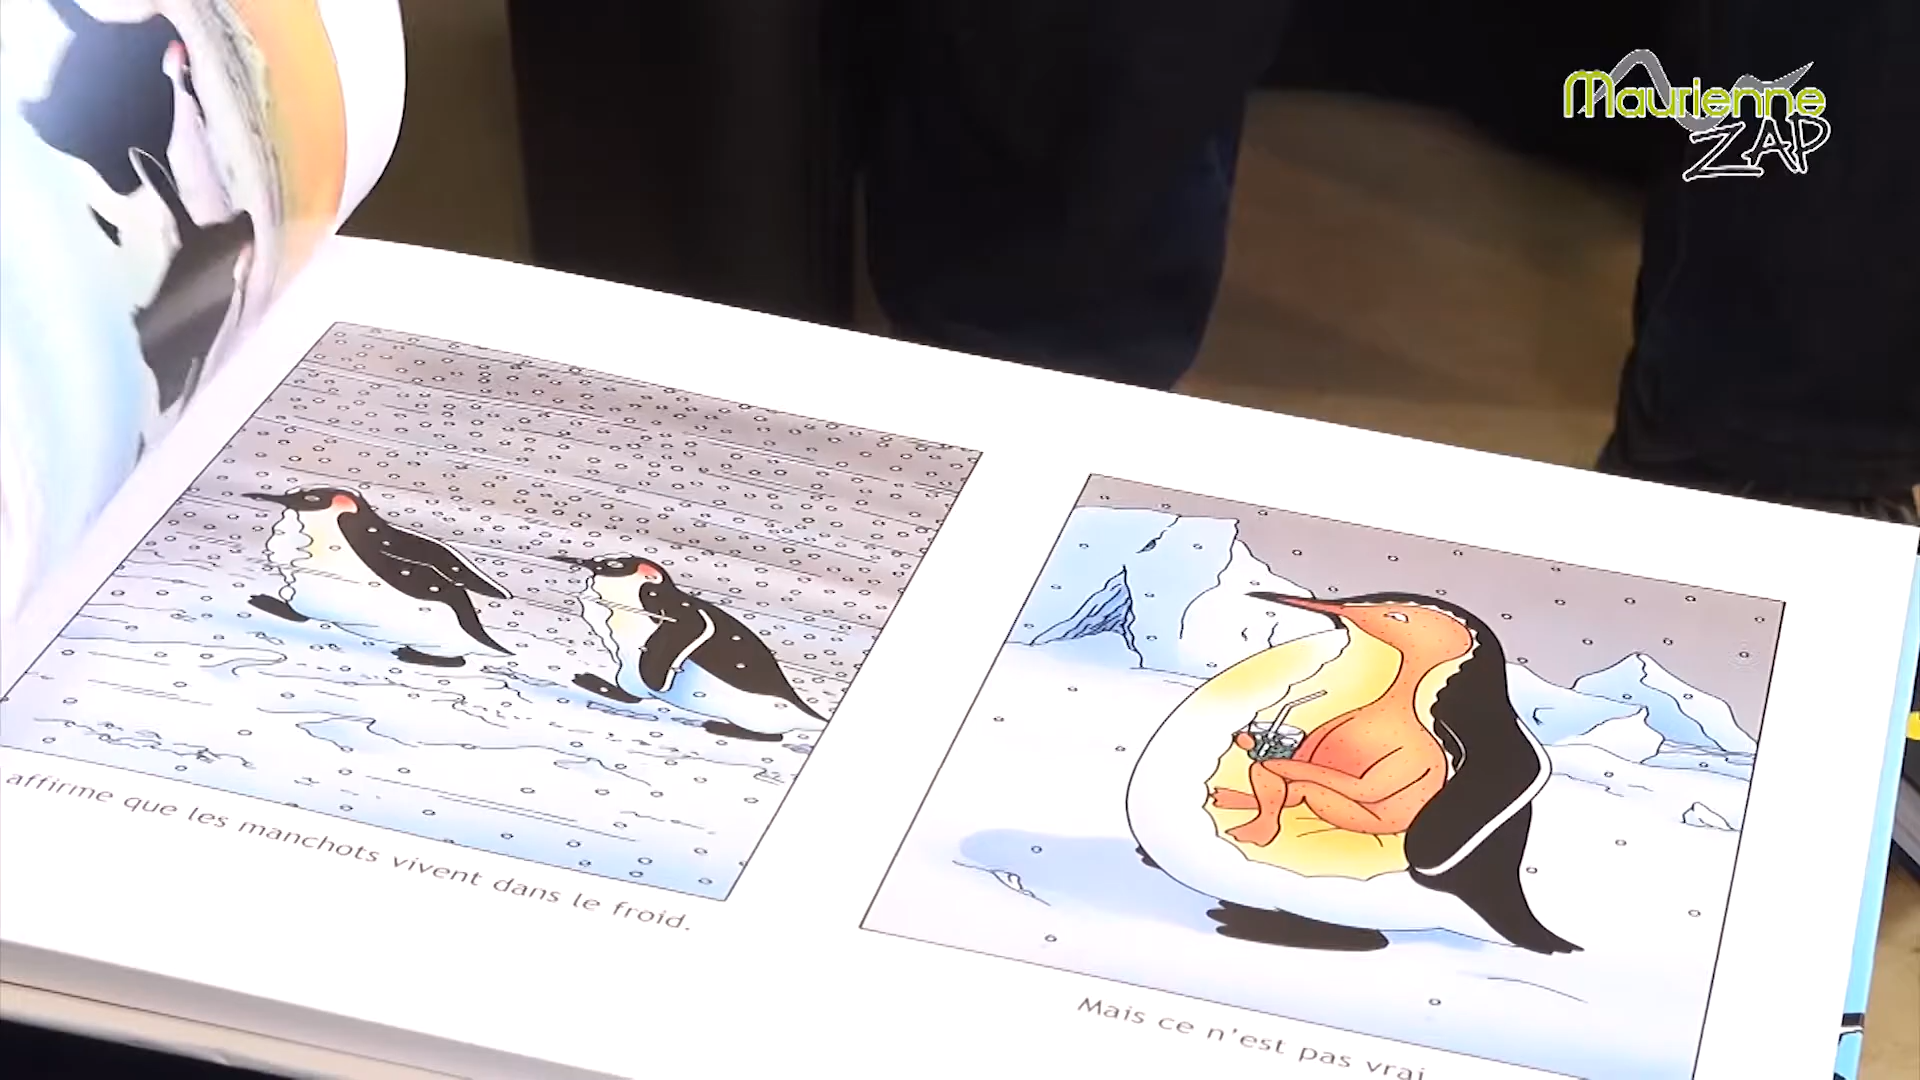 Maurienne
ZAP
affirme que les manchots vivent dans le froid.
Mais ce n'est pas vrai